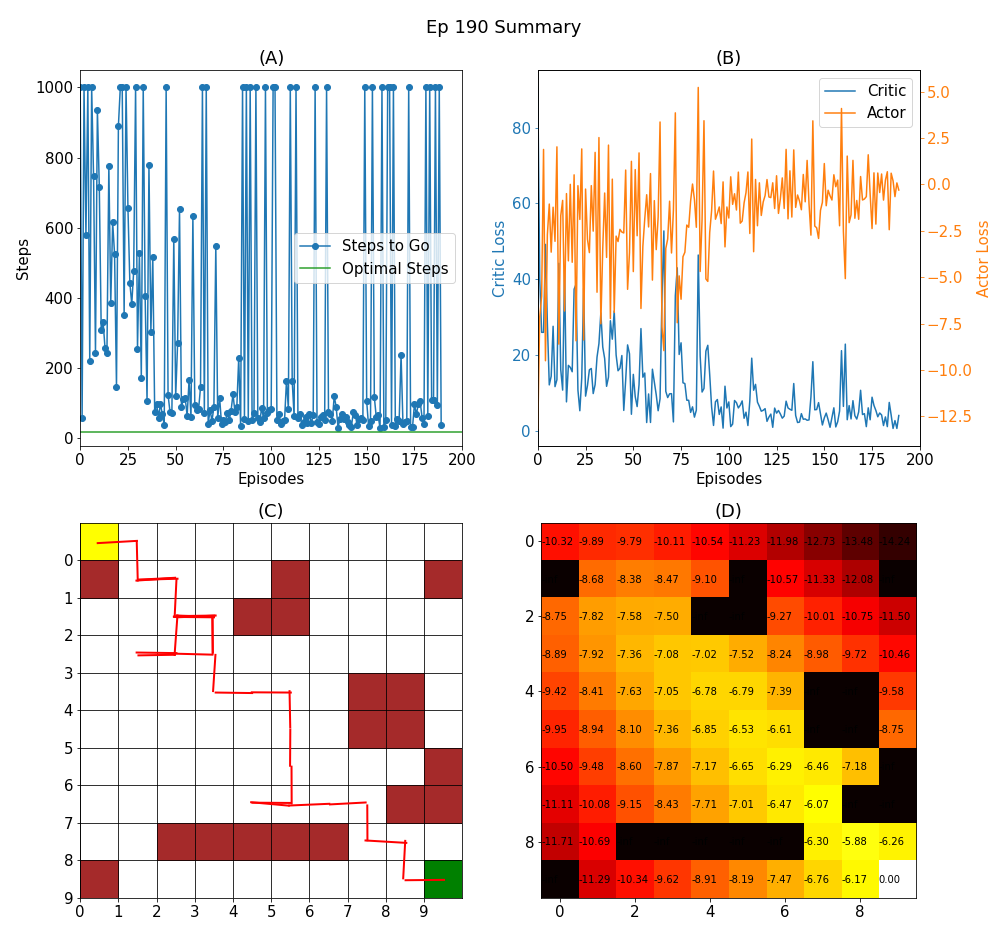 Ep 190 Summary
(A)
1000
800
600
400
200
0
Steps
Steps to Go
Optimal Steps
0 25 50 75 100 125 150 175 200
Episodes
(B)
80
60
40
20
0
Critic Loss
Critic
Actor
5.0
2.5
0.0
−2.5
−5.0
−7.5
−10.0
−12.5
Actor Loss
0 25 50 75 100 125 150 175 200
Episodes
(C)
0
1
2
3
4
5
6
7
8
9
0 1 2 3 4 5 6 7 8 9
(D)
0 -10.32 -9.89 -9.79 -10.11 -10.54 -11.23 -11.98 -12.73 -13.48 -14.24
-8.68 -8.38 -8.47 -9.10 -10.57 -11.33 -12.08
2 -8.75 -7.82 -7.58 -7.50 -9.27 -10.01 -10.75 -11.50
-8.89 -7.92 -7.36 -7.08 -7.02 -7.52 -8.24 -8.98 -9.72 -10.46
4 -9.42 -8.41 -7.63 -7.05 -6.78 -6.79 -7.39 -9.58
-9.95 -8.94 -8.10 -7.36 -6.85 -6.53 -6.61 -8.75
6 -10.50 -9.48 -8.60 -7.87 -7.17 -6.65 -6.29 -6.46 -7.18
-11.11 -10.08 -9.15 -8.43 -7.71 -7.01 -6.47 -6.07
8 -11.71 -10.69 -6.30 -5.88 -6.26
-11.29 -10.34 -9.62 -8.91 -8.19 -7.47 -6.76 -6.17 0.00
0 2 4 6 8